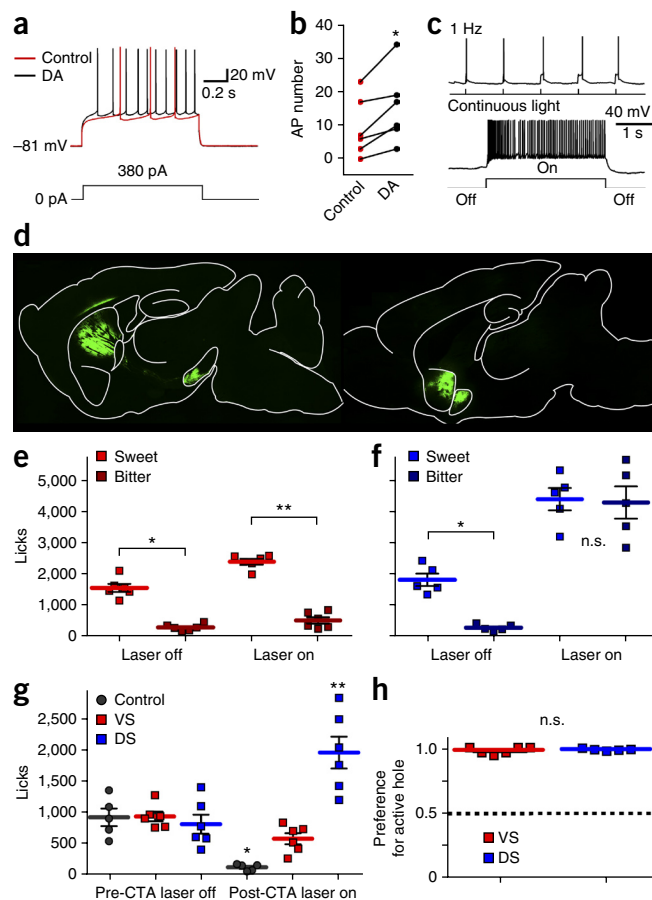 a
Control
DA
20 mV
0.2 s
–81 mV
380 pA
0 pA
b
*
AP number
40
30
20
10
0
Control
DA
c
1 Hz
Continuous light
40 mV
1 s
On
Off
Off
d
e
Sweet
Bitter
Licks
5,000
4,000
3,000
2,000
1,000
0
*
**
Laser off
Laser on
f
Sweet
Bitter
*
n.s.
Laser off
Laser on
g
Control
VS
DS
Licks
2,500
2,000
1,500
1,000
500
0
*
**
Pre-CTA laser off
Post-CTA laser on
h
n.s.
Preference
for active hole
1.0
0.5
0
VS
DS